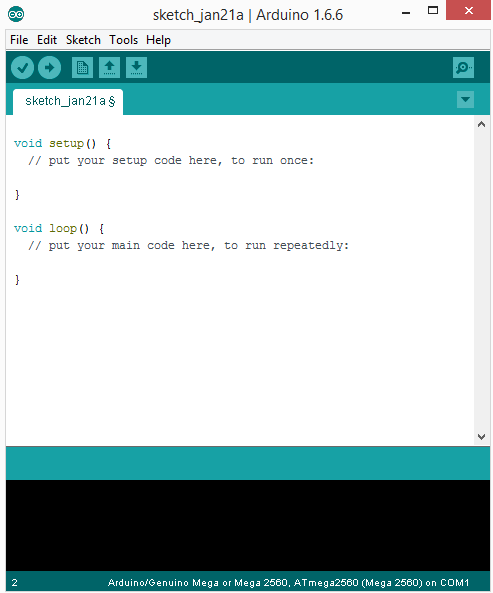 sketch_jan21a | Arduino 1.6.6
File Edit Sketch Tools Help
sketch_jan21a §
void setup() {
  // put your setup code here, to run once:
}
void loop() {
  // put your main code here, to run repeatedly:
}
2 Arduino/Genuino Mega or Mega 2560, ATmega2560 (Mega 2560) on COM1